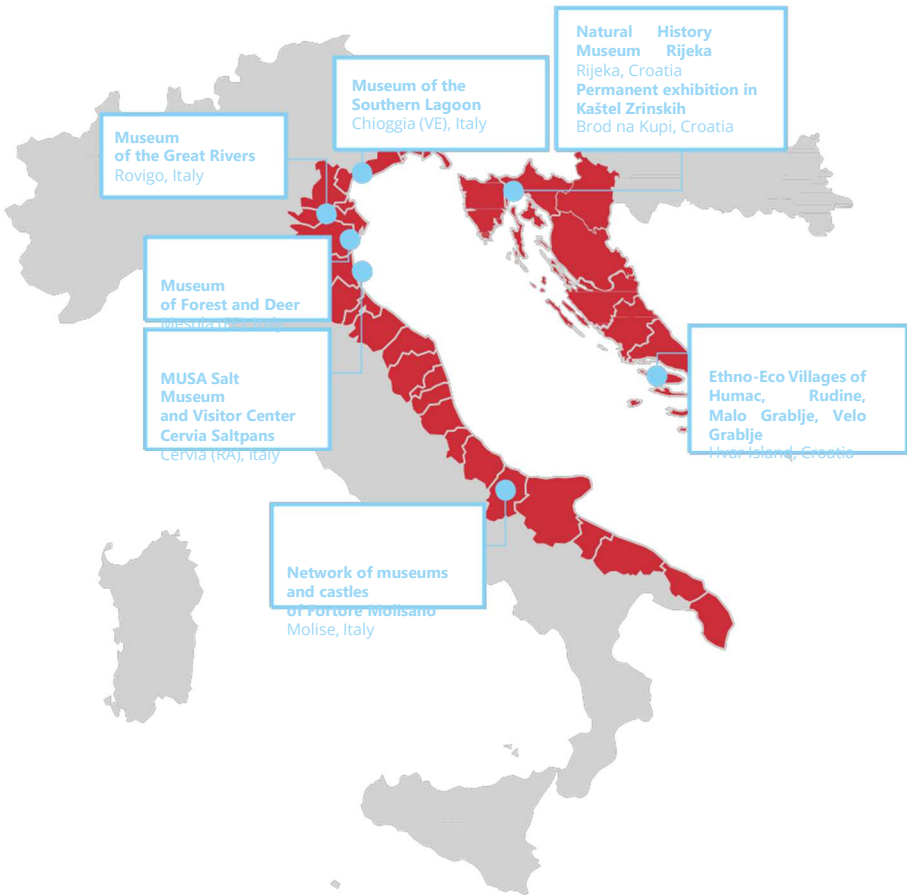 Natural History
Museum Rijeka
Rijeka, Croatia
Permanent exhibition in
Kaštel Zrinskih
Brod na Kupi, Croatia
Museum of the
Southern Lagoon
Chioggia (VE), Italy
Museum
of the Great Rivers
Rovigo, Italy
Museum
of Forest and Deer
Mesola (FE), Italy
MUSA Salt
Museum
and Visitor Center
Cervia Saltpans
Cervia (RA), Italy
Ethno-Eco Villages of
Humac, Rudine,
Malo Grablje, Velo
Grablje
Hvar Island, Croatia
Network of museums
and castles
of Fortore Molisano
Molise, Italy